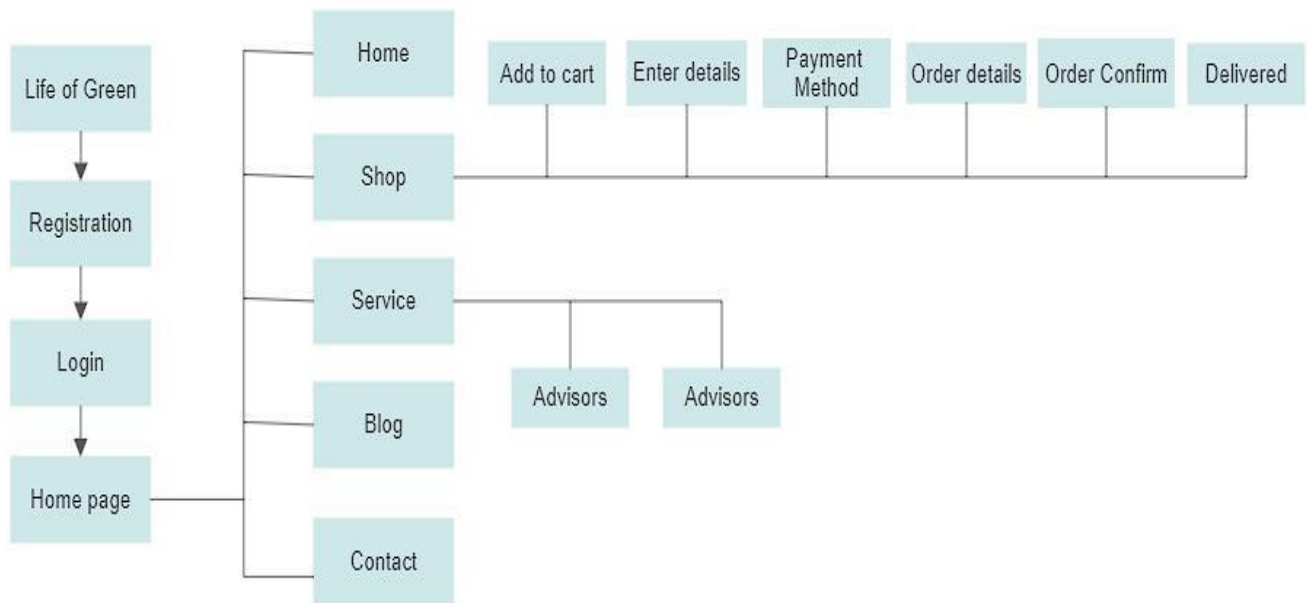 Life of Green
Registration
Login
Home page
Home
Shop
Service
Blog
Contact
Add to cart
Enter details
Payment
Method
Order details
Order Confirm
Delivered
Advisors
Advisors